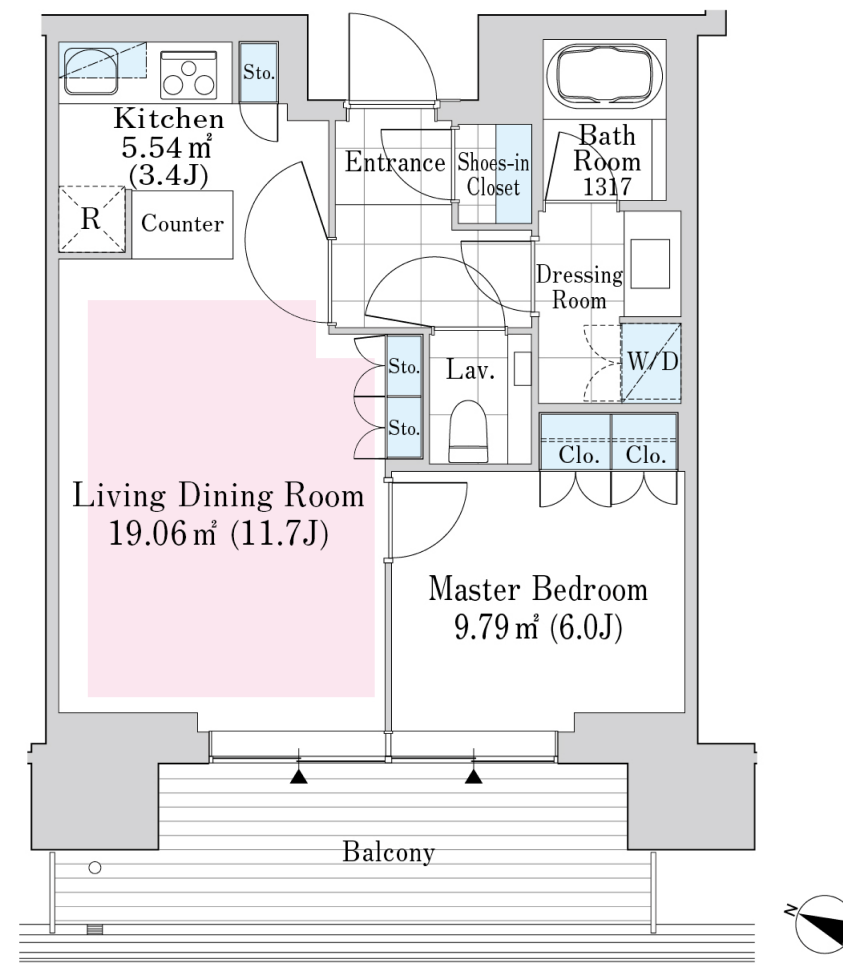 Sto.
Kitchen
5.54㎡
(3.4J)
R
Counter
Entrance
Shoes-in
Closet
Bath
Room
1317
Dressing
Room
W/D
Sto.
Sto.
Lav.
Clo.
Clo.
Living Dining Room
19.06㎡ (11.7J)
Master Bedroom
9.79㎡ (6.0J)
Balcony
N